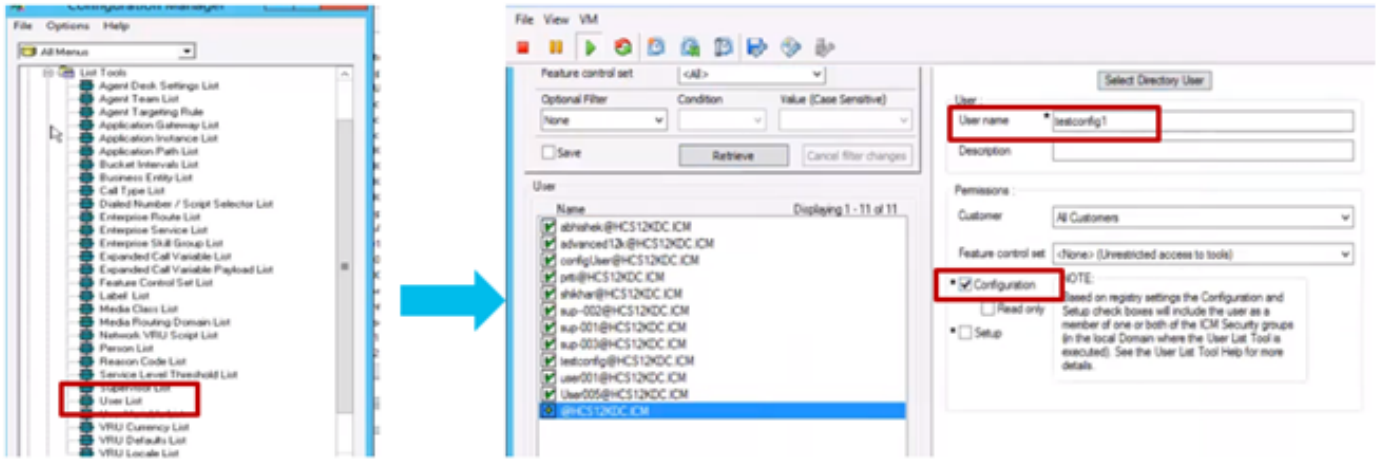 Configuration Manager
File Options Help
All Menus
List Tools
Agent Desk Settings List
Agent Team List
Agent Targeting Rule
Application Gateway List
Application Instance List
Application Path List
Bucket Intervals List
Business Entity List
Call Type List
Dialed Number / Script Selector List
Enterprise Route List
Enterprise Service List
Enterprise Skill Group List
Expanded Call Variable List
Expanded Call Variable Payload List
Feature Control Set List
Label List
Media Class List
Media Routing Domain List
Network VRU Script List
Person List
Reason Code List
Service Level Threshold List
Supervisor List
User List
VRU Currency List
VRU Defaults List
VRU Locale List
File View VM
Feature control set <All>
Optional Filter Condition Value (Case Sensitive)
None
Save Retrieve Cancel filter changes
User
Name Displaying 1 - 11 of 11
abhishek@HCS12KDC.ICM
advanced12k@HCS12KDC.ICM
configUser@HCS12KDC.ICM
priti@HCS12KDC.ICM
shikhar@HCS12KDC.ICM
sup-002@HCS12KDC.ICM
sup-001@HCS12KDC.ICM
sup-003@HCS12KDC.ICM
testconfig@HCS12KDC.ICM
user001@HCS12KDC.ICM
User005@HCS12KDC.ICM
@HCS12KDC.ICM
Select Directory User
User :
User name * testconfig1
Description
Permissions :
Customer All Customers
Feature control set <None> (Unrestricted access to tools)
* Configuration
Read only
* Setup
NOTE:
Based on registry settings the Configuration and
Setup check boxes will include the user as a
member of one or both of the ICM Security groups
(in the local Domain where the User List Tool is
executed). See the User List Tool Help for more
details.